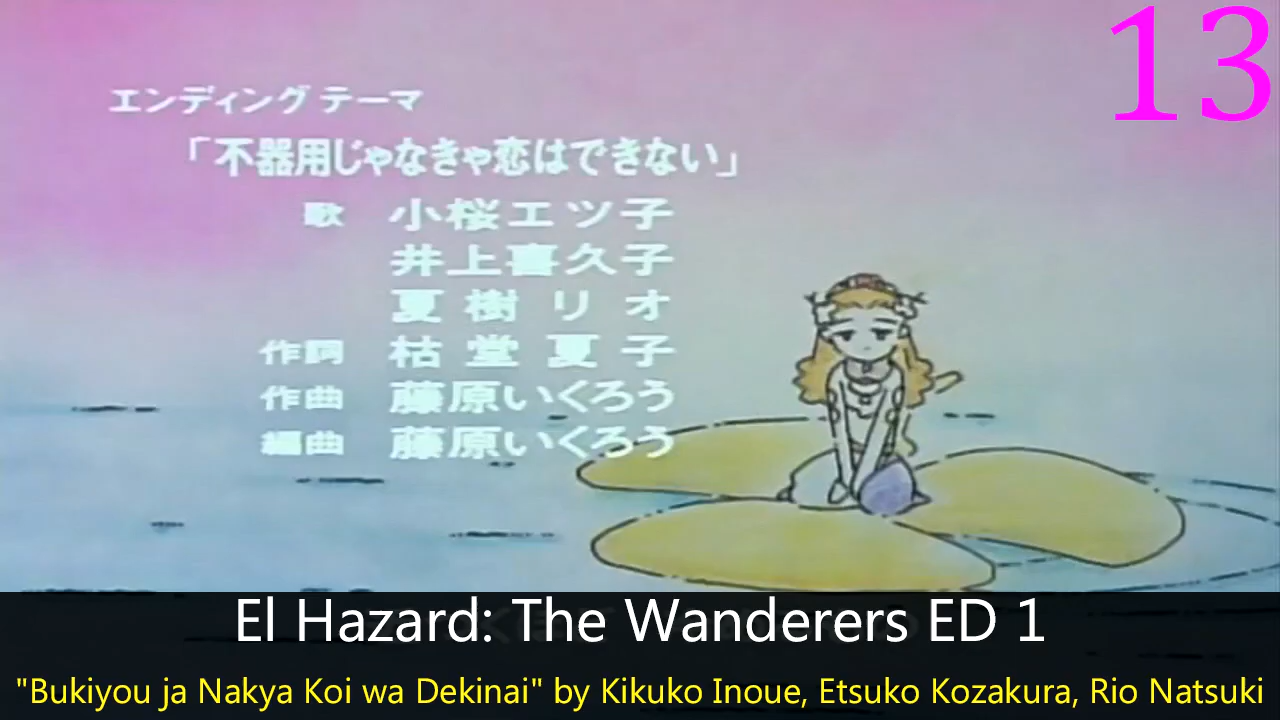 13
エンディングテーマ
「不器用じゃなきゃ恋はできない」
歌 小桜エツ子
井上喜久子
夏樹リオ
作詞 枯堂夏子
作曲 藤原いくろう
編曲 藤原いくろう
El Hazard: The Wanderers ED 1
"Bukiyou ja Nakya Koi wa Dekinai" by Kikuko Inoue, Etsuko Kozakura, Rio Natsuki